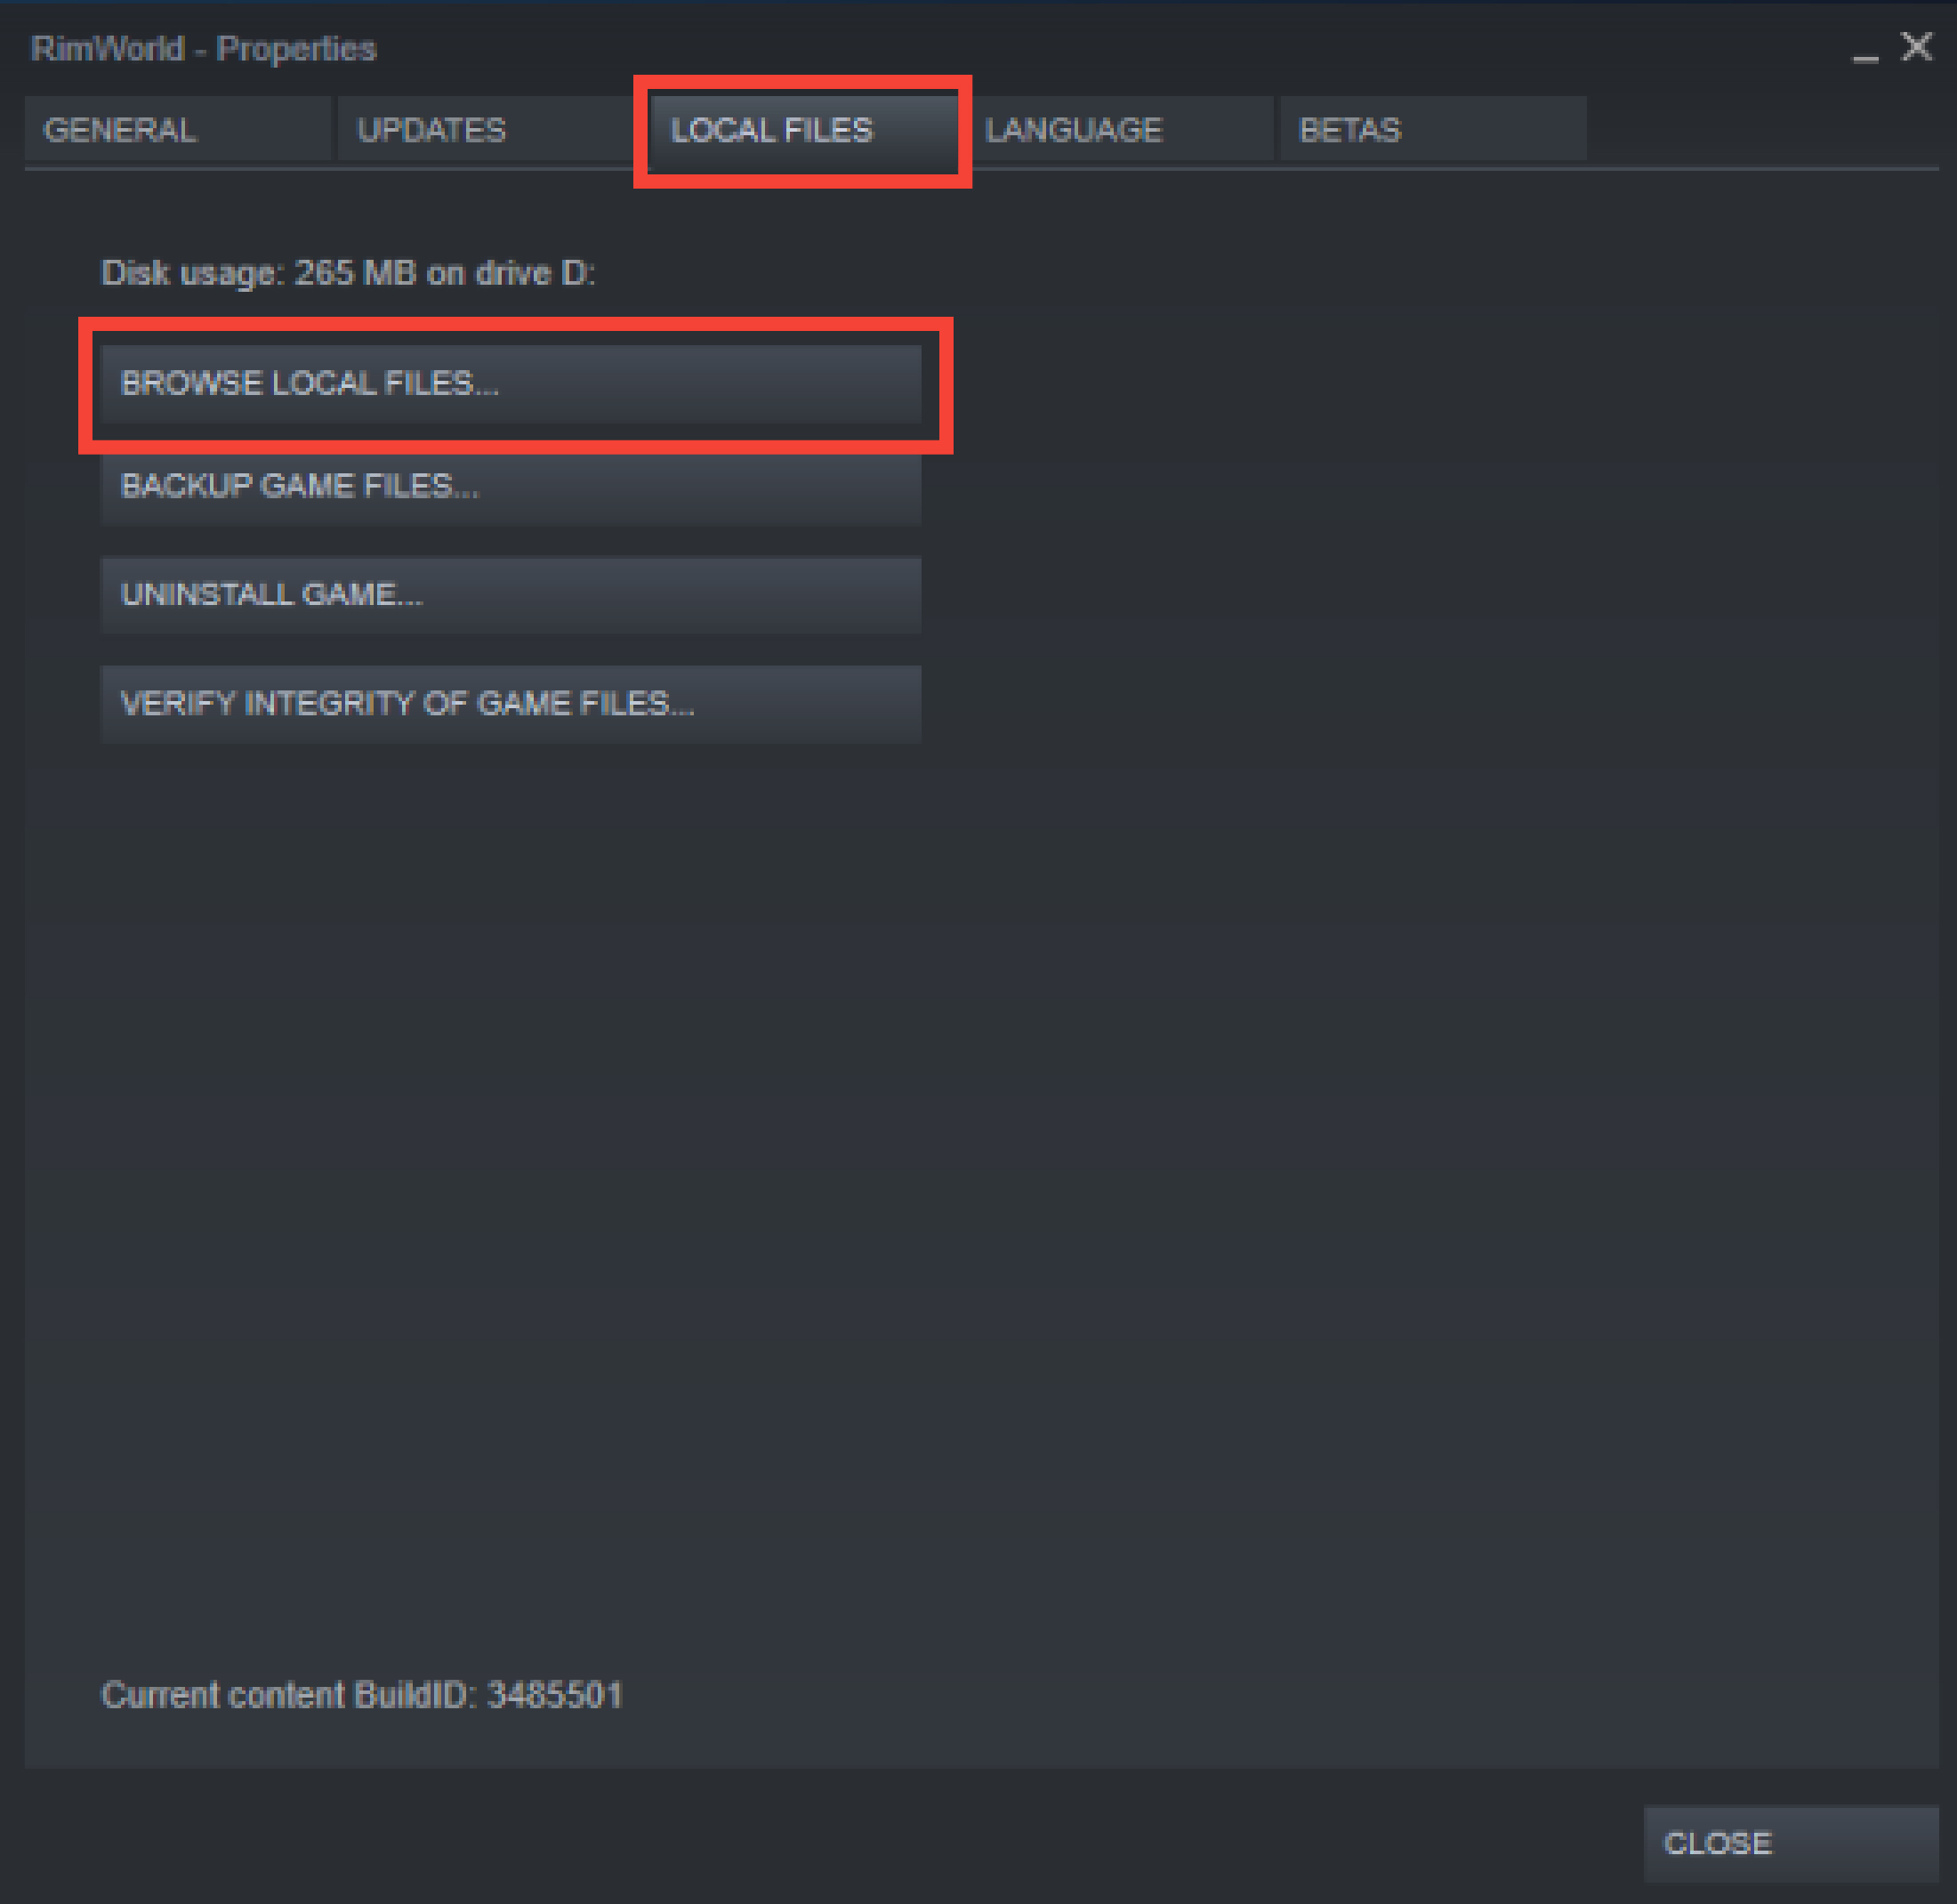 RimWorld - Properties
GENERAL UPDATES LOCAL FILES LANGUAGE BETAS
Disk usage: 265 MB on drive D:
BROWSE LOCAL FILES...
BACKUP GAME FILES...
UNINSTALL GAME...
VERIFY INTEGRITY OF GAME FILES...
Current content BuildID: 3485501
CLOSE